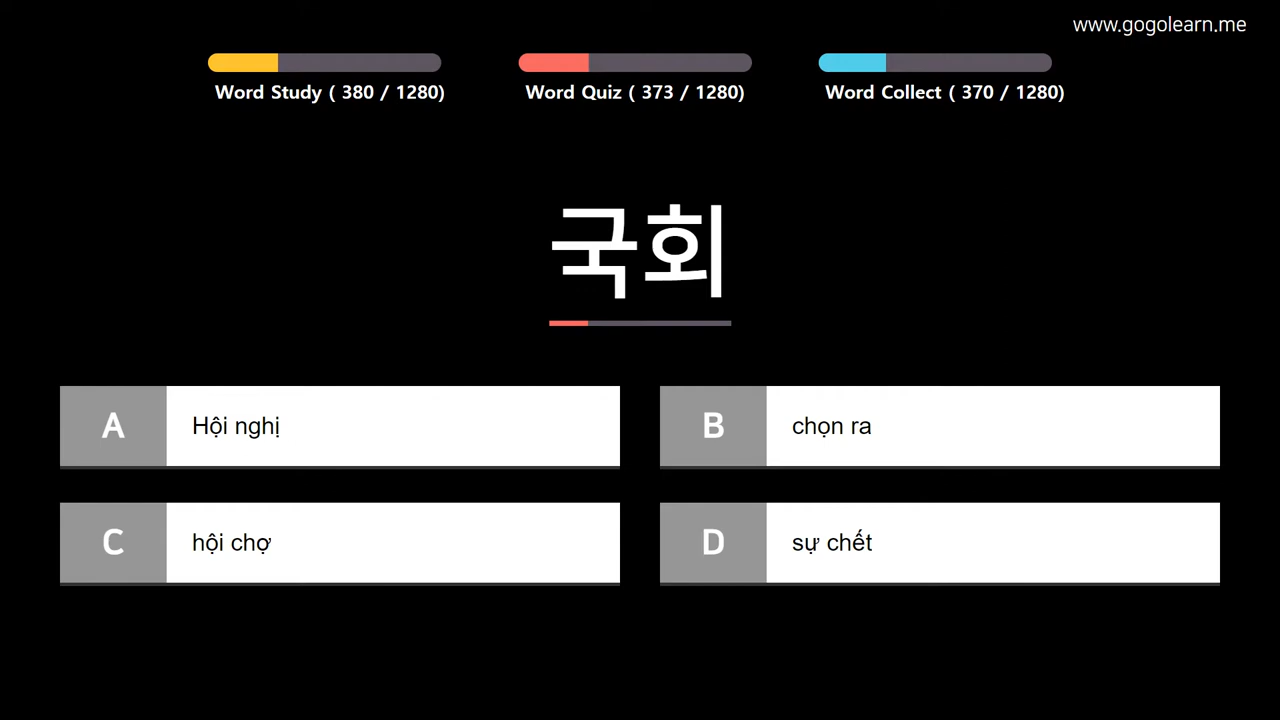 www.gogolearn.me
Word Study ( 380 / 1280)
Word Quiz ( 373 / 1280)
Word Collect ( 370 / 1280)
국회
A Hội nghị
B chọn ra
C hội chợ
D sự chết